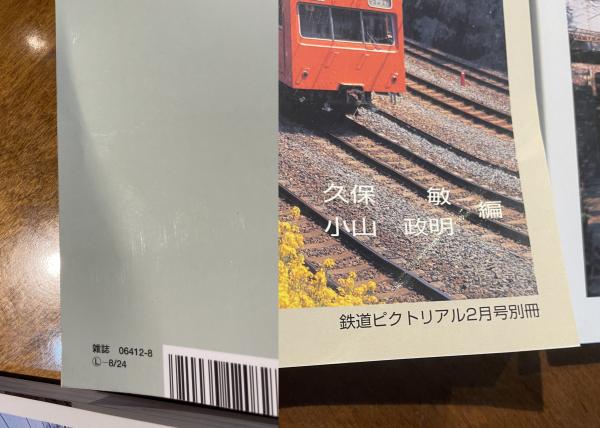 雑誌 06412-8
Ⓛ-8/24
久保 敏 編
小山 政明
鉄道ピクトリアル2月号別冊